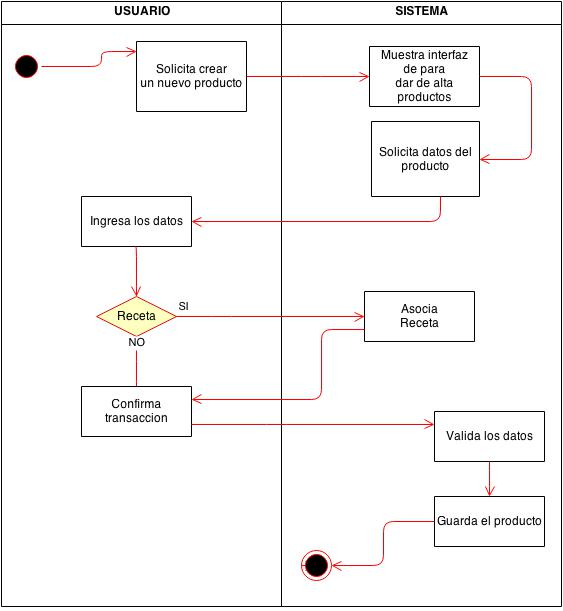 USUARIO
SISTEMA
Solicita crear
un nuevo producto
Muestra interfaz
de para
dar de alta
productos
Solicita datos del
producto
Ingresa los datos
Receta
SI
NO
Asocia
Receta
Confirma
transaccion
Valida los datos
Guarda el producto